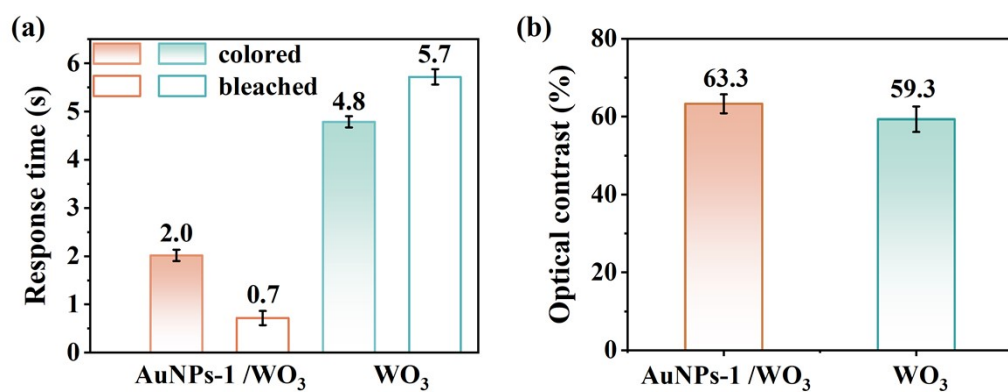 (a)
colored
bleached
Response time (s)
6
5
4
3
2
1
0
2.0
0.7
4.8
5.7
AuNPs-1 /WO₃
WO₃
(b)
Optical contrast (%)
80
60
40
20
0
63.3
59.3
AuNPs-1 /WO₃
WO₃